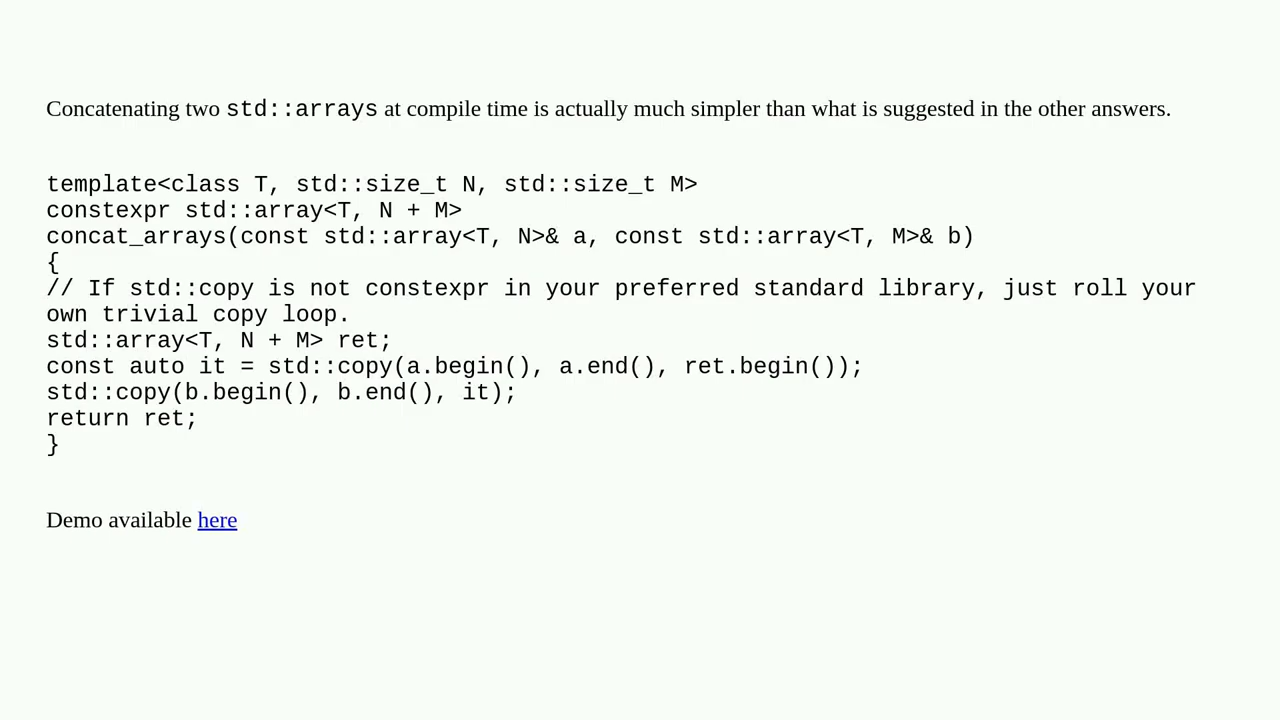 Concatenating two std::arrays at compile time is actually much simpler than what is suggested in the other answers.
template<class T, std::size_t N, std::size_t M>
constexpr std::array<T, N + M>
concat_arrays(const std::array<T, N>& a, const std::array<T, M>& b)
{
// If std::copy is not constexpr in your preferred standard library, just roll your
own trivial copy loop.
std::array<T, N + M> ret;
const auto it = std::copy(a.begin(), a.end(), ret.begin());
std::copy(b.begin(), b.end(), it);
return ret;
}
Demo available here